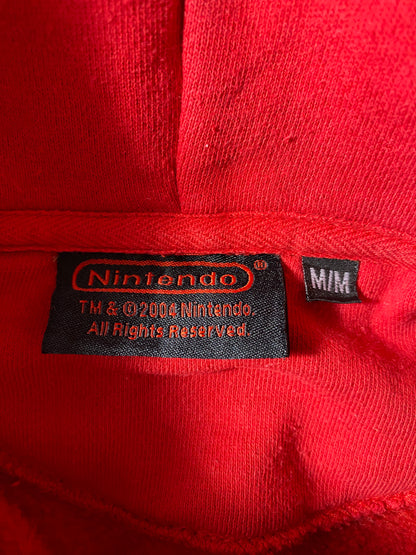 Nintendo®
M/M
TM & ©2004 Nintendo.
All Rights Reserved.